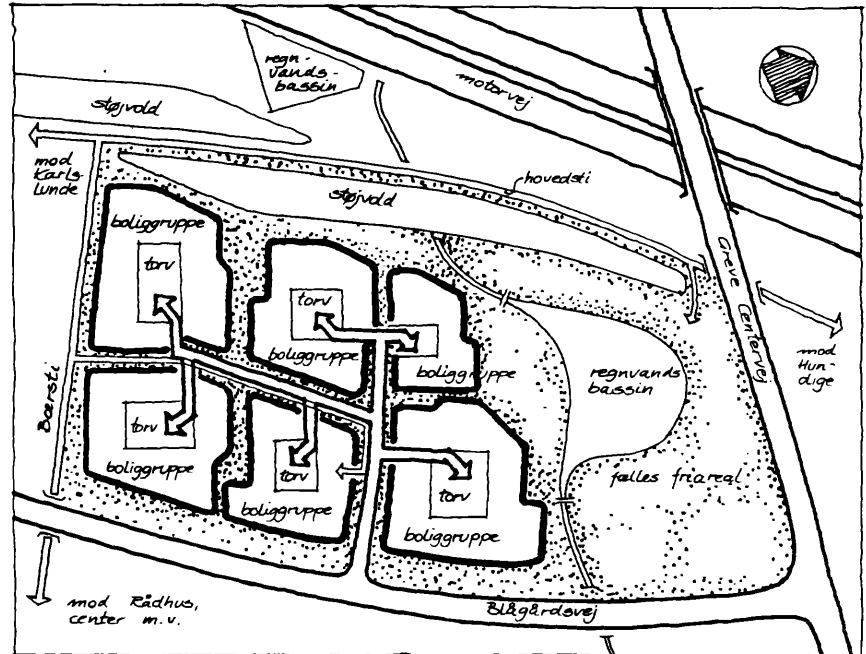 regn-
vands-
bassin
motorvej
støjvold
mod
Karls-
lunde
hovedsti
støjvold
boliggruppe
torv
torv
boliggruppe
boliggruppe
Greve Centervej
mod
Hun-
dige
regnvands
bassin
Bærsti
torv
boliggruppe
torv
boliggruppe
torv
boliggruppe
fælles friareal
Blågårdsvej
mod Rådhus,
center m.v.